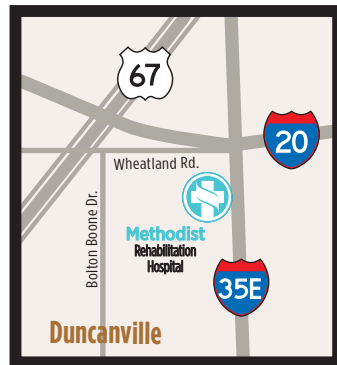 67
20
Wheatland Rd.
Bolton Boone Dr.
Methodist
Rehabilitation
Hospital
35E
Duncanville